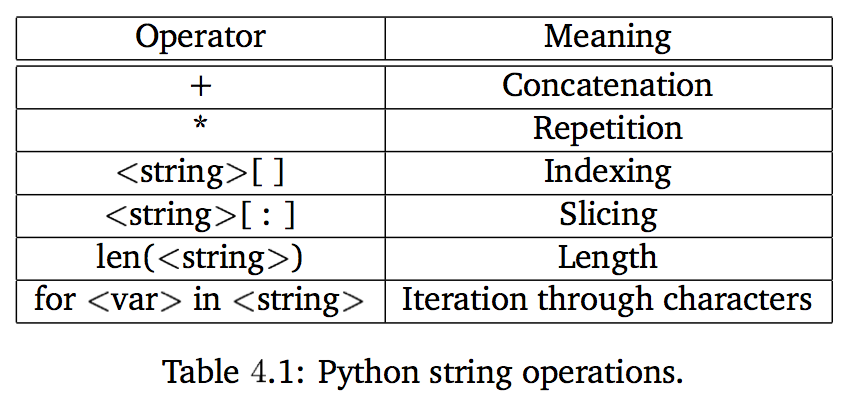 Operator Meaning
+ Concatenation
* Repetition
<string>[ ] Indexing
<string>[ : ] Slicing
len(<string>) Length
for <var> in <string> Iteration through characters
Table 4.1: Python string operations.